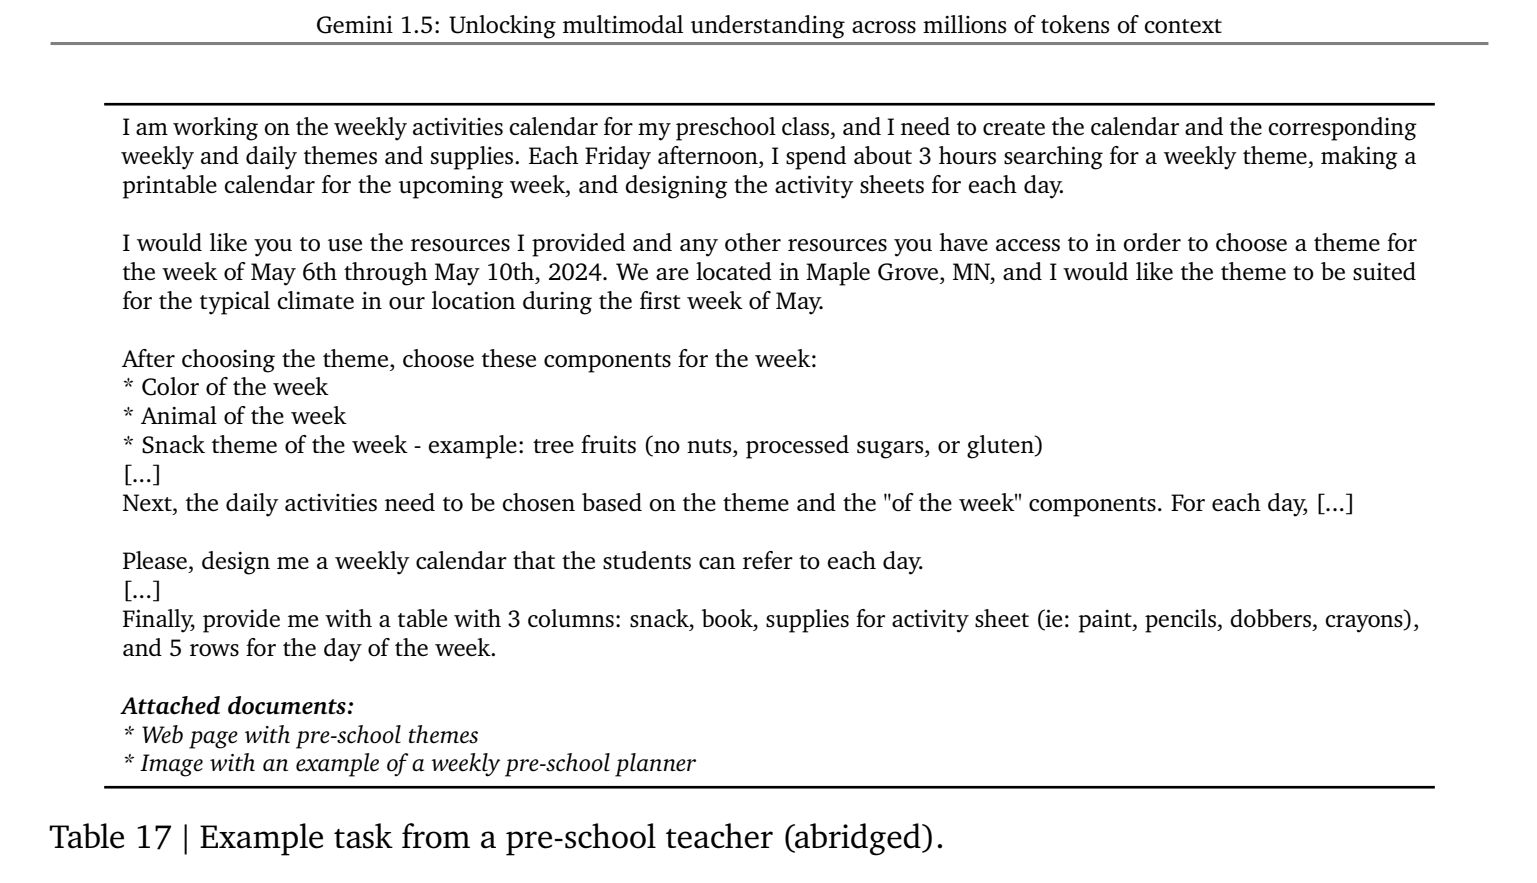 Gemini 1.5: Unlocking multimodal understanding across millions of tokens of context
I am working on the weekly activities calendar for my preschool class, and I need to create the calendar and the corresponding
weekly and daily themes and supplies. Each Friday afternoon, I spend about 3 hours searching for a weekly theme, making a
printable calendar for the upcoming week, and designing the activity sheets for each day.
I would like you to use the resources I provided and any other resources you have access to in order to choose a theme for
the week of May 6th through May 10th, 2024. We are located in Maple Grove, MN, and I would like the theme to be suited
for the typical climate in our location during the first week of May.
After choosing the theme, choose these components for the week:
* Color of the week
* Animal of the week
* Snack theme of the week - example: tree fruits (no nuts, processed sugars, or gluten)
[...]
Next, the daily activities need to be chosen based on the theme and the "of the week" components. For each day, [...]
Please, design me a weekly calendar that the students can refer to each day.
[...]
Finally, provide me with a table with 3 columns: snack, book, supplies for activity sheet (ie: paint, pencils, dobbers, crayons),
and 5 rows for the day of the week.
Attached documents:
* Web page with pre-school themes
* Image with an example of a weekly pre-school planner
Table 17 | Example task from a pre-school teacher (abridged).